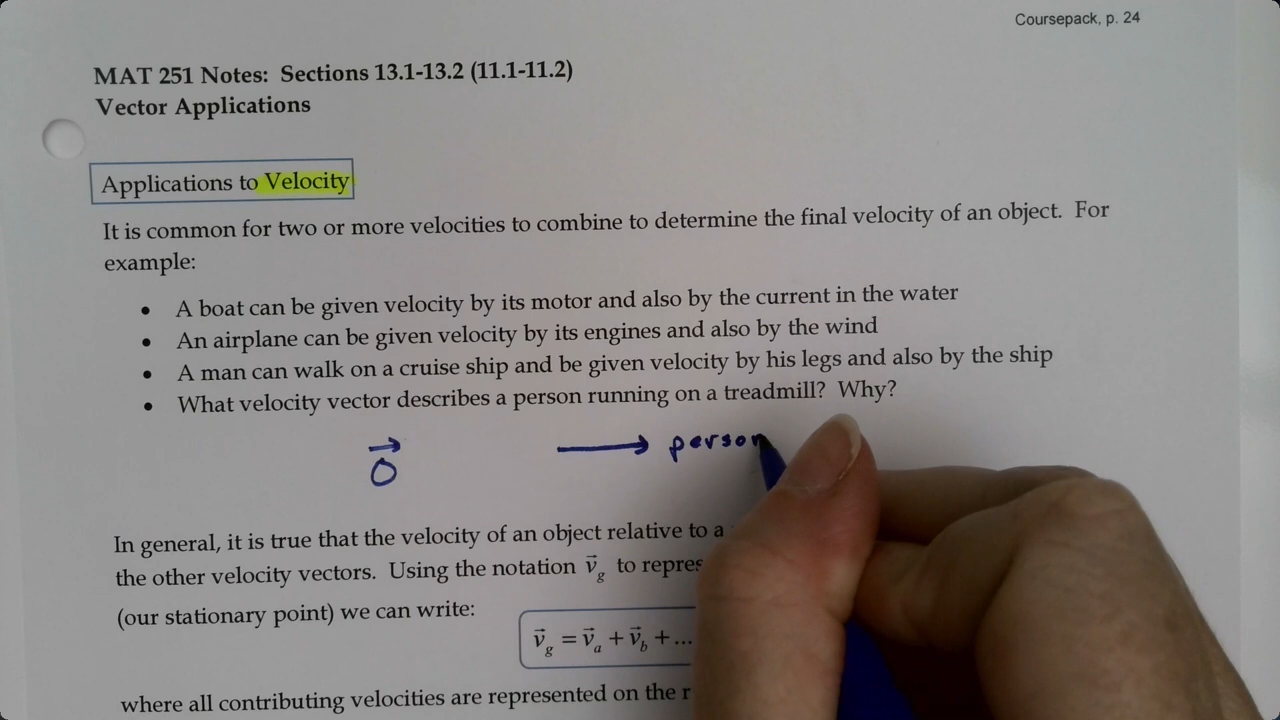 Coursepack, p. 24
MAT 251 Notes: Sections 13.1-13.2 (11.1-11.2)
Vector Applications
Applications to Velocity
It is common for two or more velocities to combine to determine the final velocity of an object. For
example:
• A boat can be given velocity by its motor and also by the current in the water
• An airplane can be given velocity by its engines and also by the wind
• A man can walk on a cruise ship and be given velocity by his legs and also by the ship
• What velocity vector describes a person running on a treadmill? Why?
0⃗ → person
In general, it is true that the velocity of an object relative to a
the other velocity vectors. Using the notation v⃗g to repres
(our stationary point) we can write:
v⃗g = v⃗a + v⃗b + ...
where all contributing velocities are represented on the r